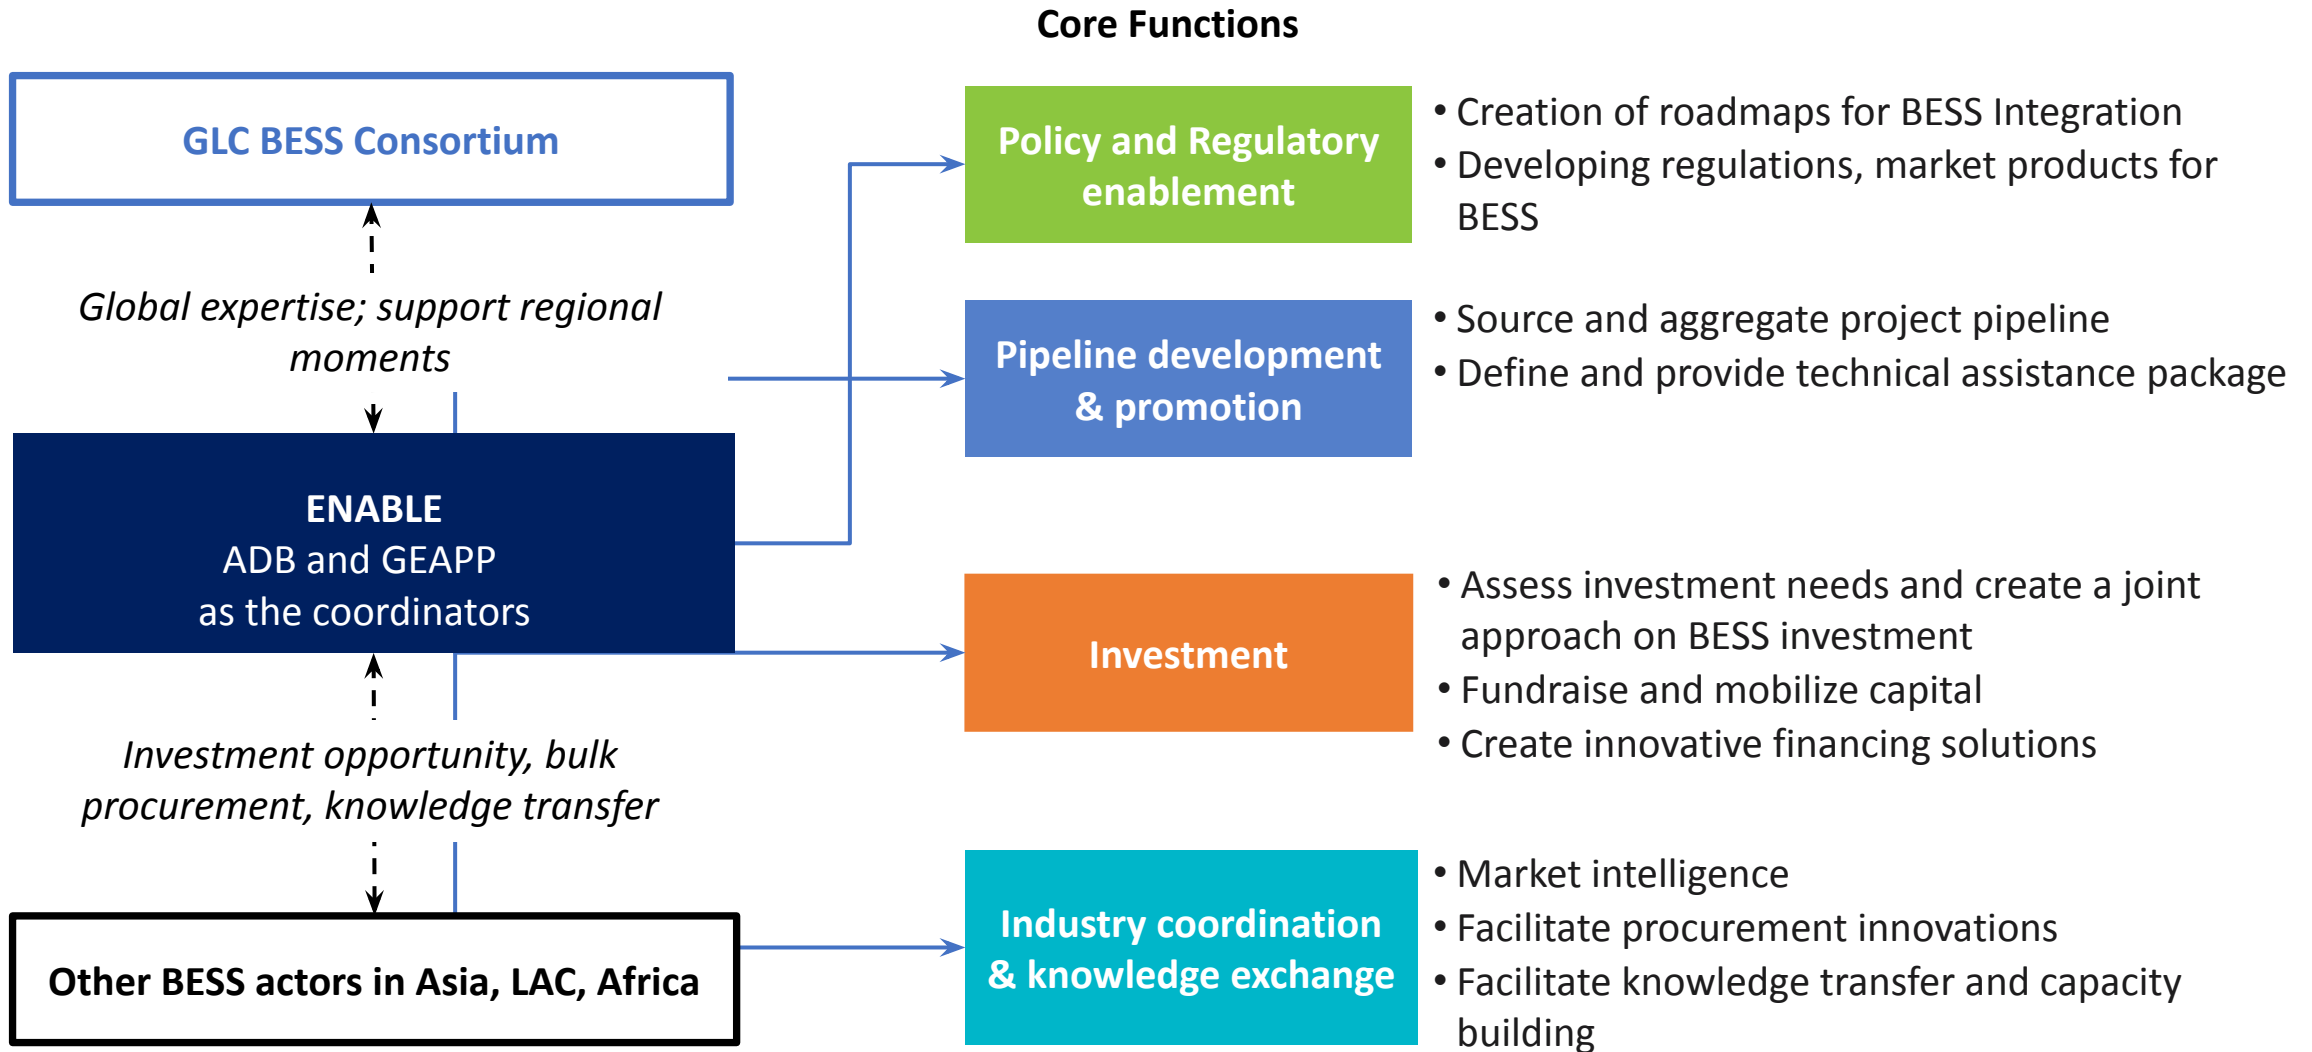 Core Functions
GLC BESS Consortium
Global expertise; support regional
moments
ENABLE
ADB and GEAPP
as the coordinators
Investment opportunity, bulk
procurement, knowledge transfer
Other BESS actors in Asia, LAC, Africa
Policy and Regulatory
enablement
• Creation of roadmaps for BESS Integration
• Developing regulations, market products for
BESS
Pipeline development
& promotion
• Source and aggregate project pipeline
• Define and provide technical assistance package
Investment
• Assess investment needs and create a joint
approach on BESS investment
• Fundraise and mobilize capital
• Create innovative financing solutions
Industry coordination
& knowledge exchange
• Market intelligence
• Facilitate procurement innovations
• Facilitate knowledge transfer and capacity
building